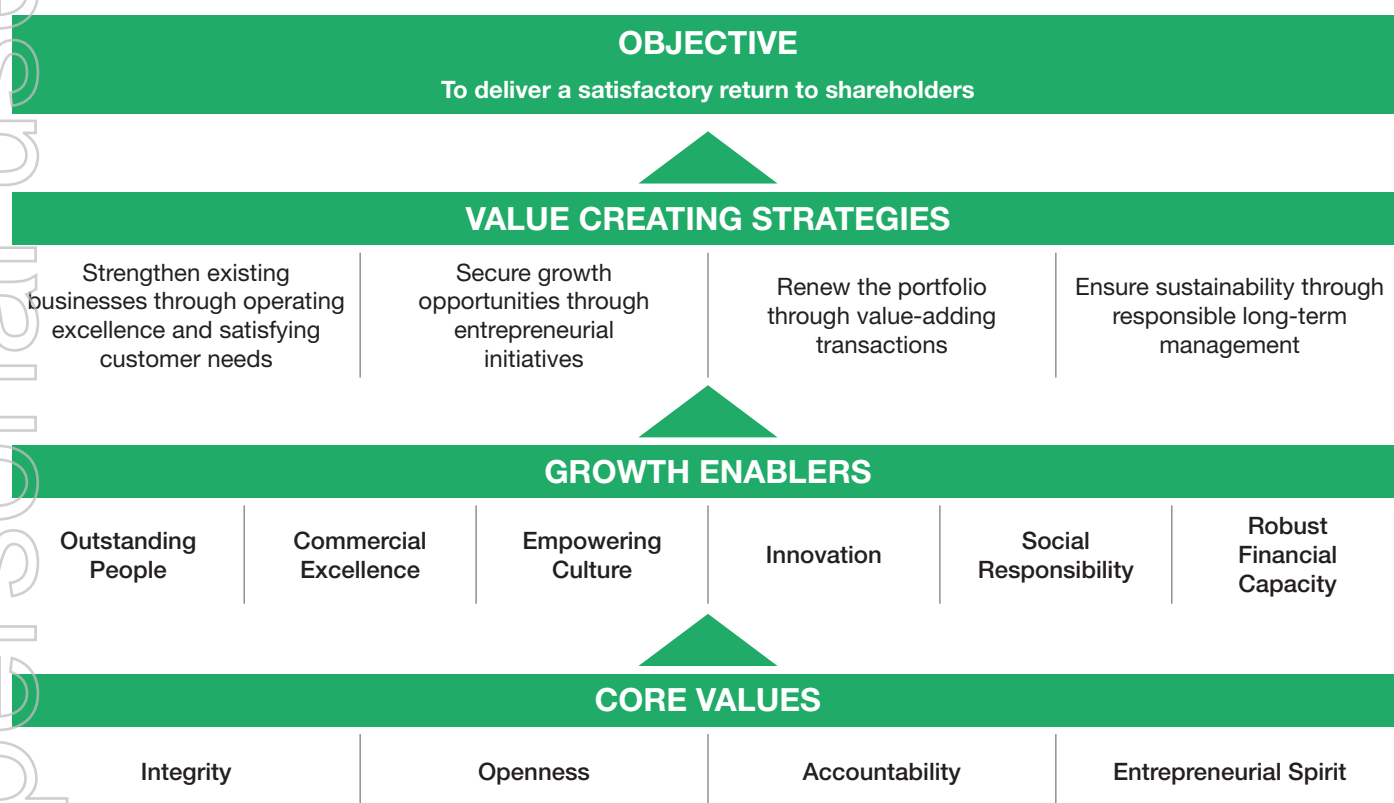 OBJECTIVE
To deliver a satisfactory return to shareholders
VALUE CREATING STRATEGIES
Strengthen existing
businesses through operating
excellence and satisfying
customer needs
Secure growth
opportunities through
entrepreneurial
initiatives
Renew the portfolio
through value-adding
transactions
Ensure sustainability through
responsible long-term
management
GROWTH ENABLERS
Outstanding
People
Commercial
Excellence
Empowering
Culture
Innovation
Social
Responsibility
Robust
Financial
Capacity
CORE VALUES
Integrity
Openness
Accountability
Entrepreneurial Spirit